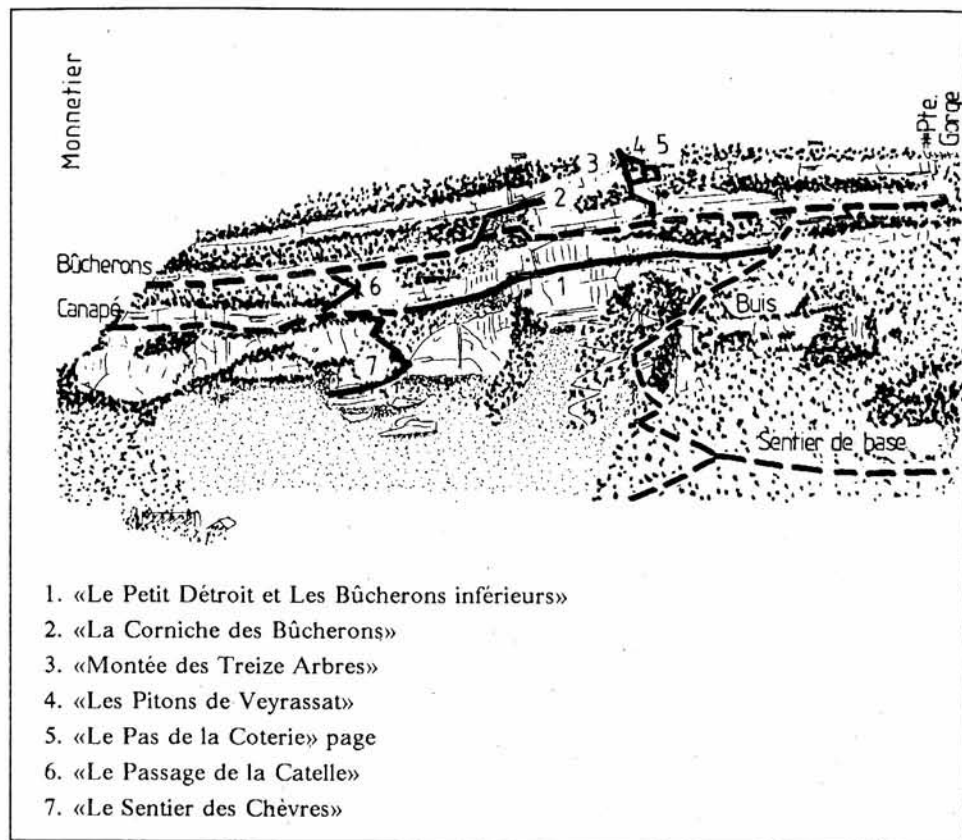 Monnetier
*Pte.
Gorge
4 5
3
2
Bûcherons
6
1
Canapé
Buis
7
Sentier de base
1. «Le Petit Détroit et Les Bûcherons inférieurs»
2. «La Corniche des Bûcherons»
3. «Montée des Treize Arbres»
4. «Les Pitons de Veyrassat»
5. «Le Pas de la Coterie» page
6. «Le Passage de la Catelle»
7. «Le Sentier des Chèvres»